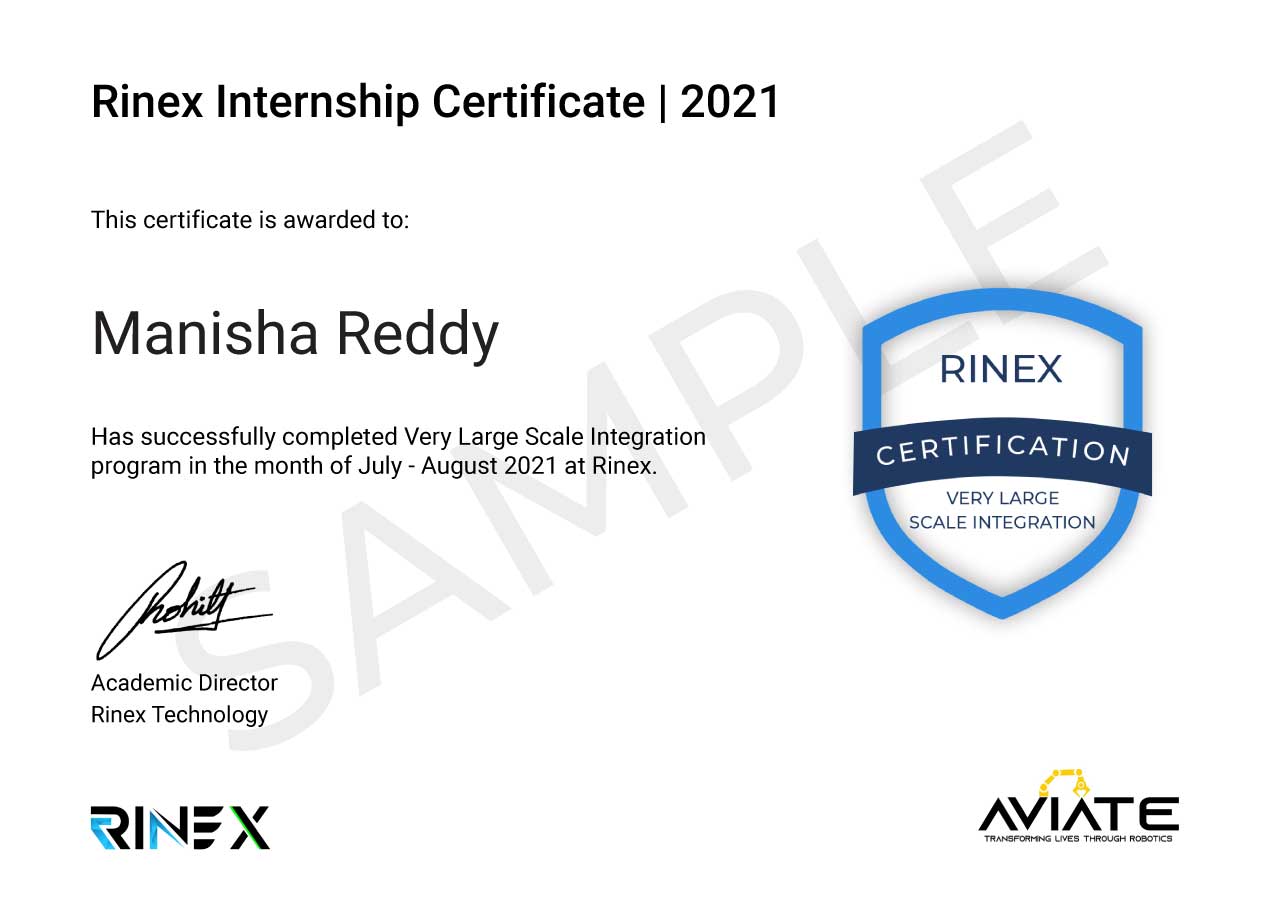 Rinex Internship Certificate | 2021
This certificate is awarded to:
Manisha Reddy
Has successfully completed Very Large Scale Integration
program in the month of July - August 2021 at Rinex.
SAMPLE
RINEX
CERTIFICATION
VERY LARGE
SCALE INTEGRATION
Rohitt
Academic Director
Rinex Technology
RINEX
AVIATE
TRANSFORMING LIVES THROUGH ROBOTICS